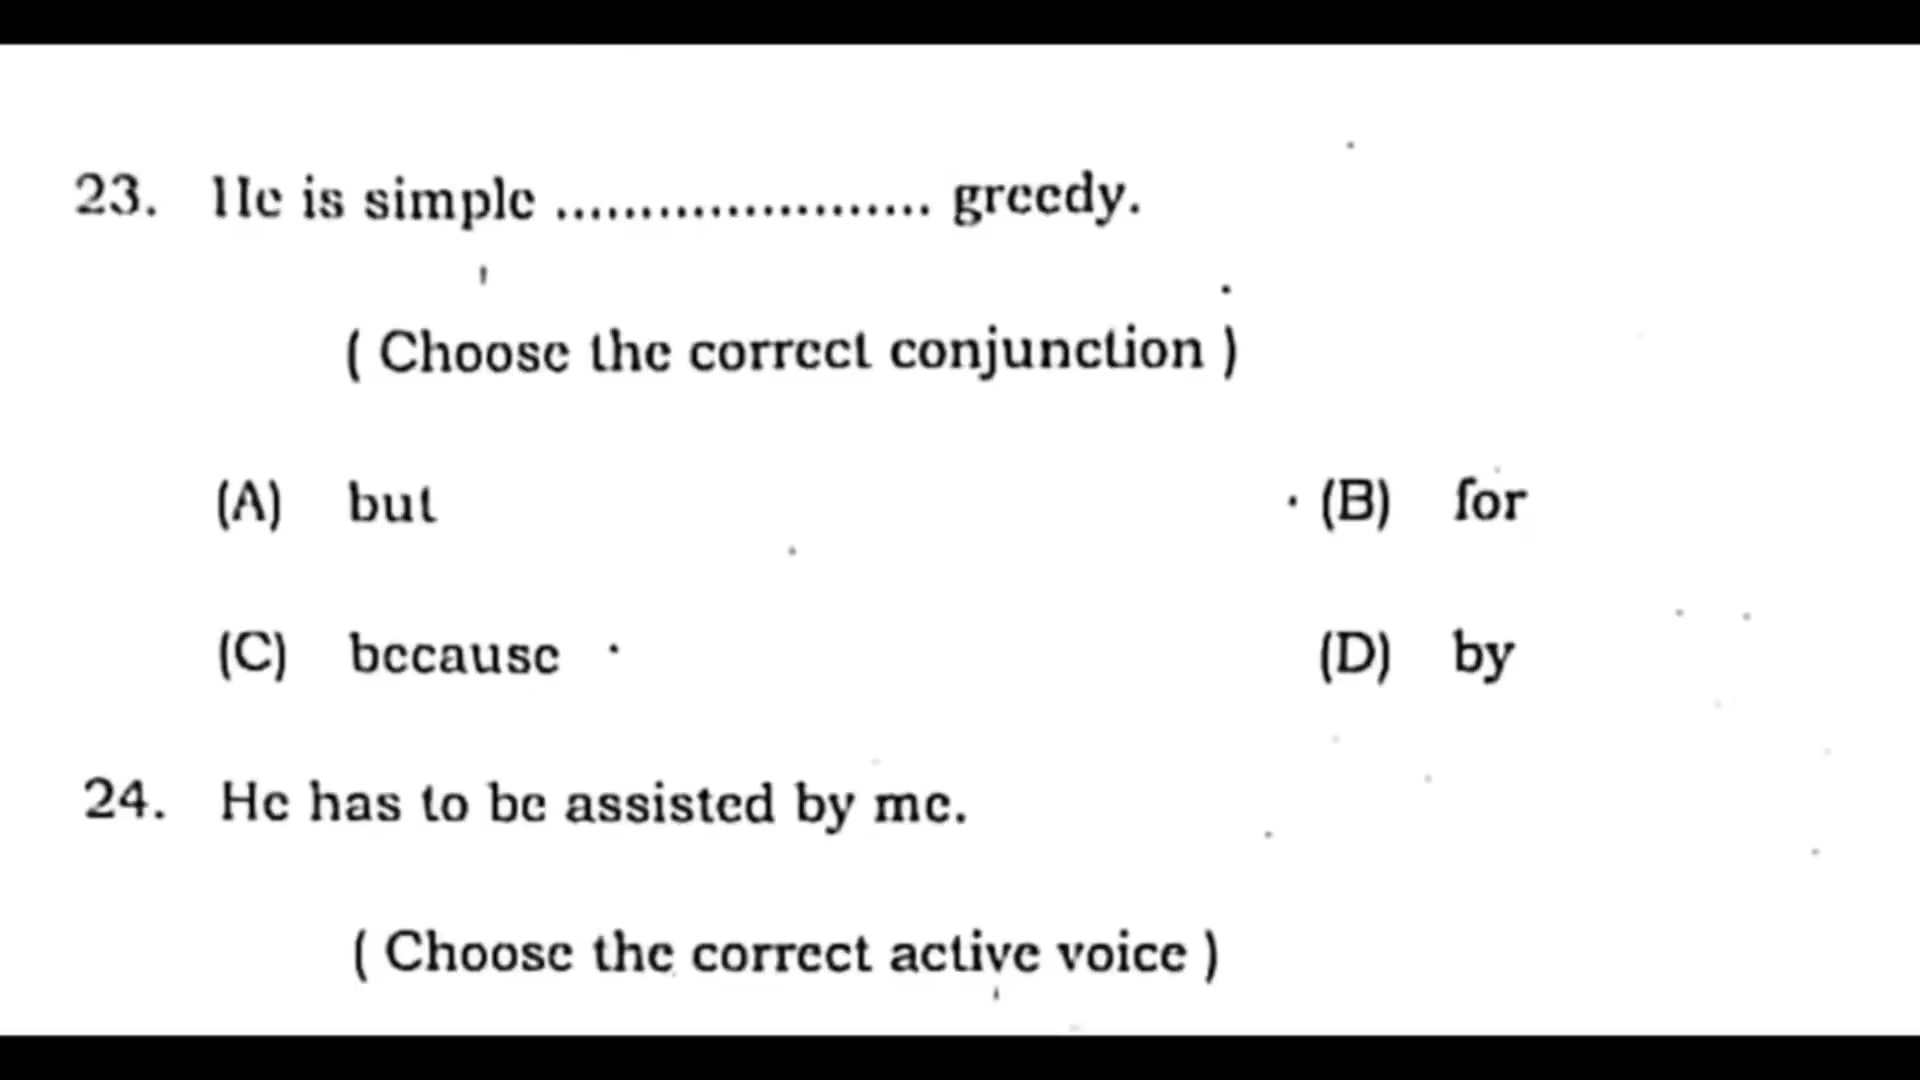 23. He is simple ...................... greedy.
( Choose the correct conjunction )
(A) but (B) for
(C) because (D) by
24. He has to be assisted by me.
( Choose the correct active voice )